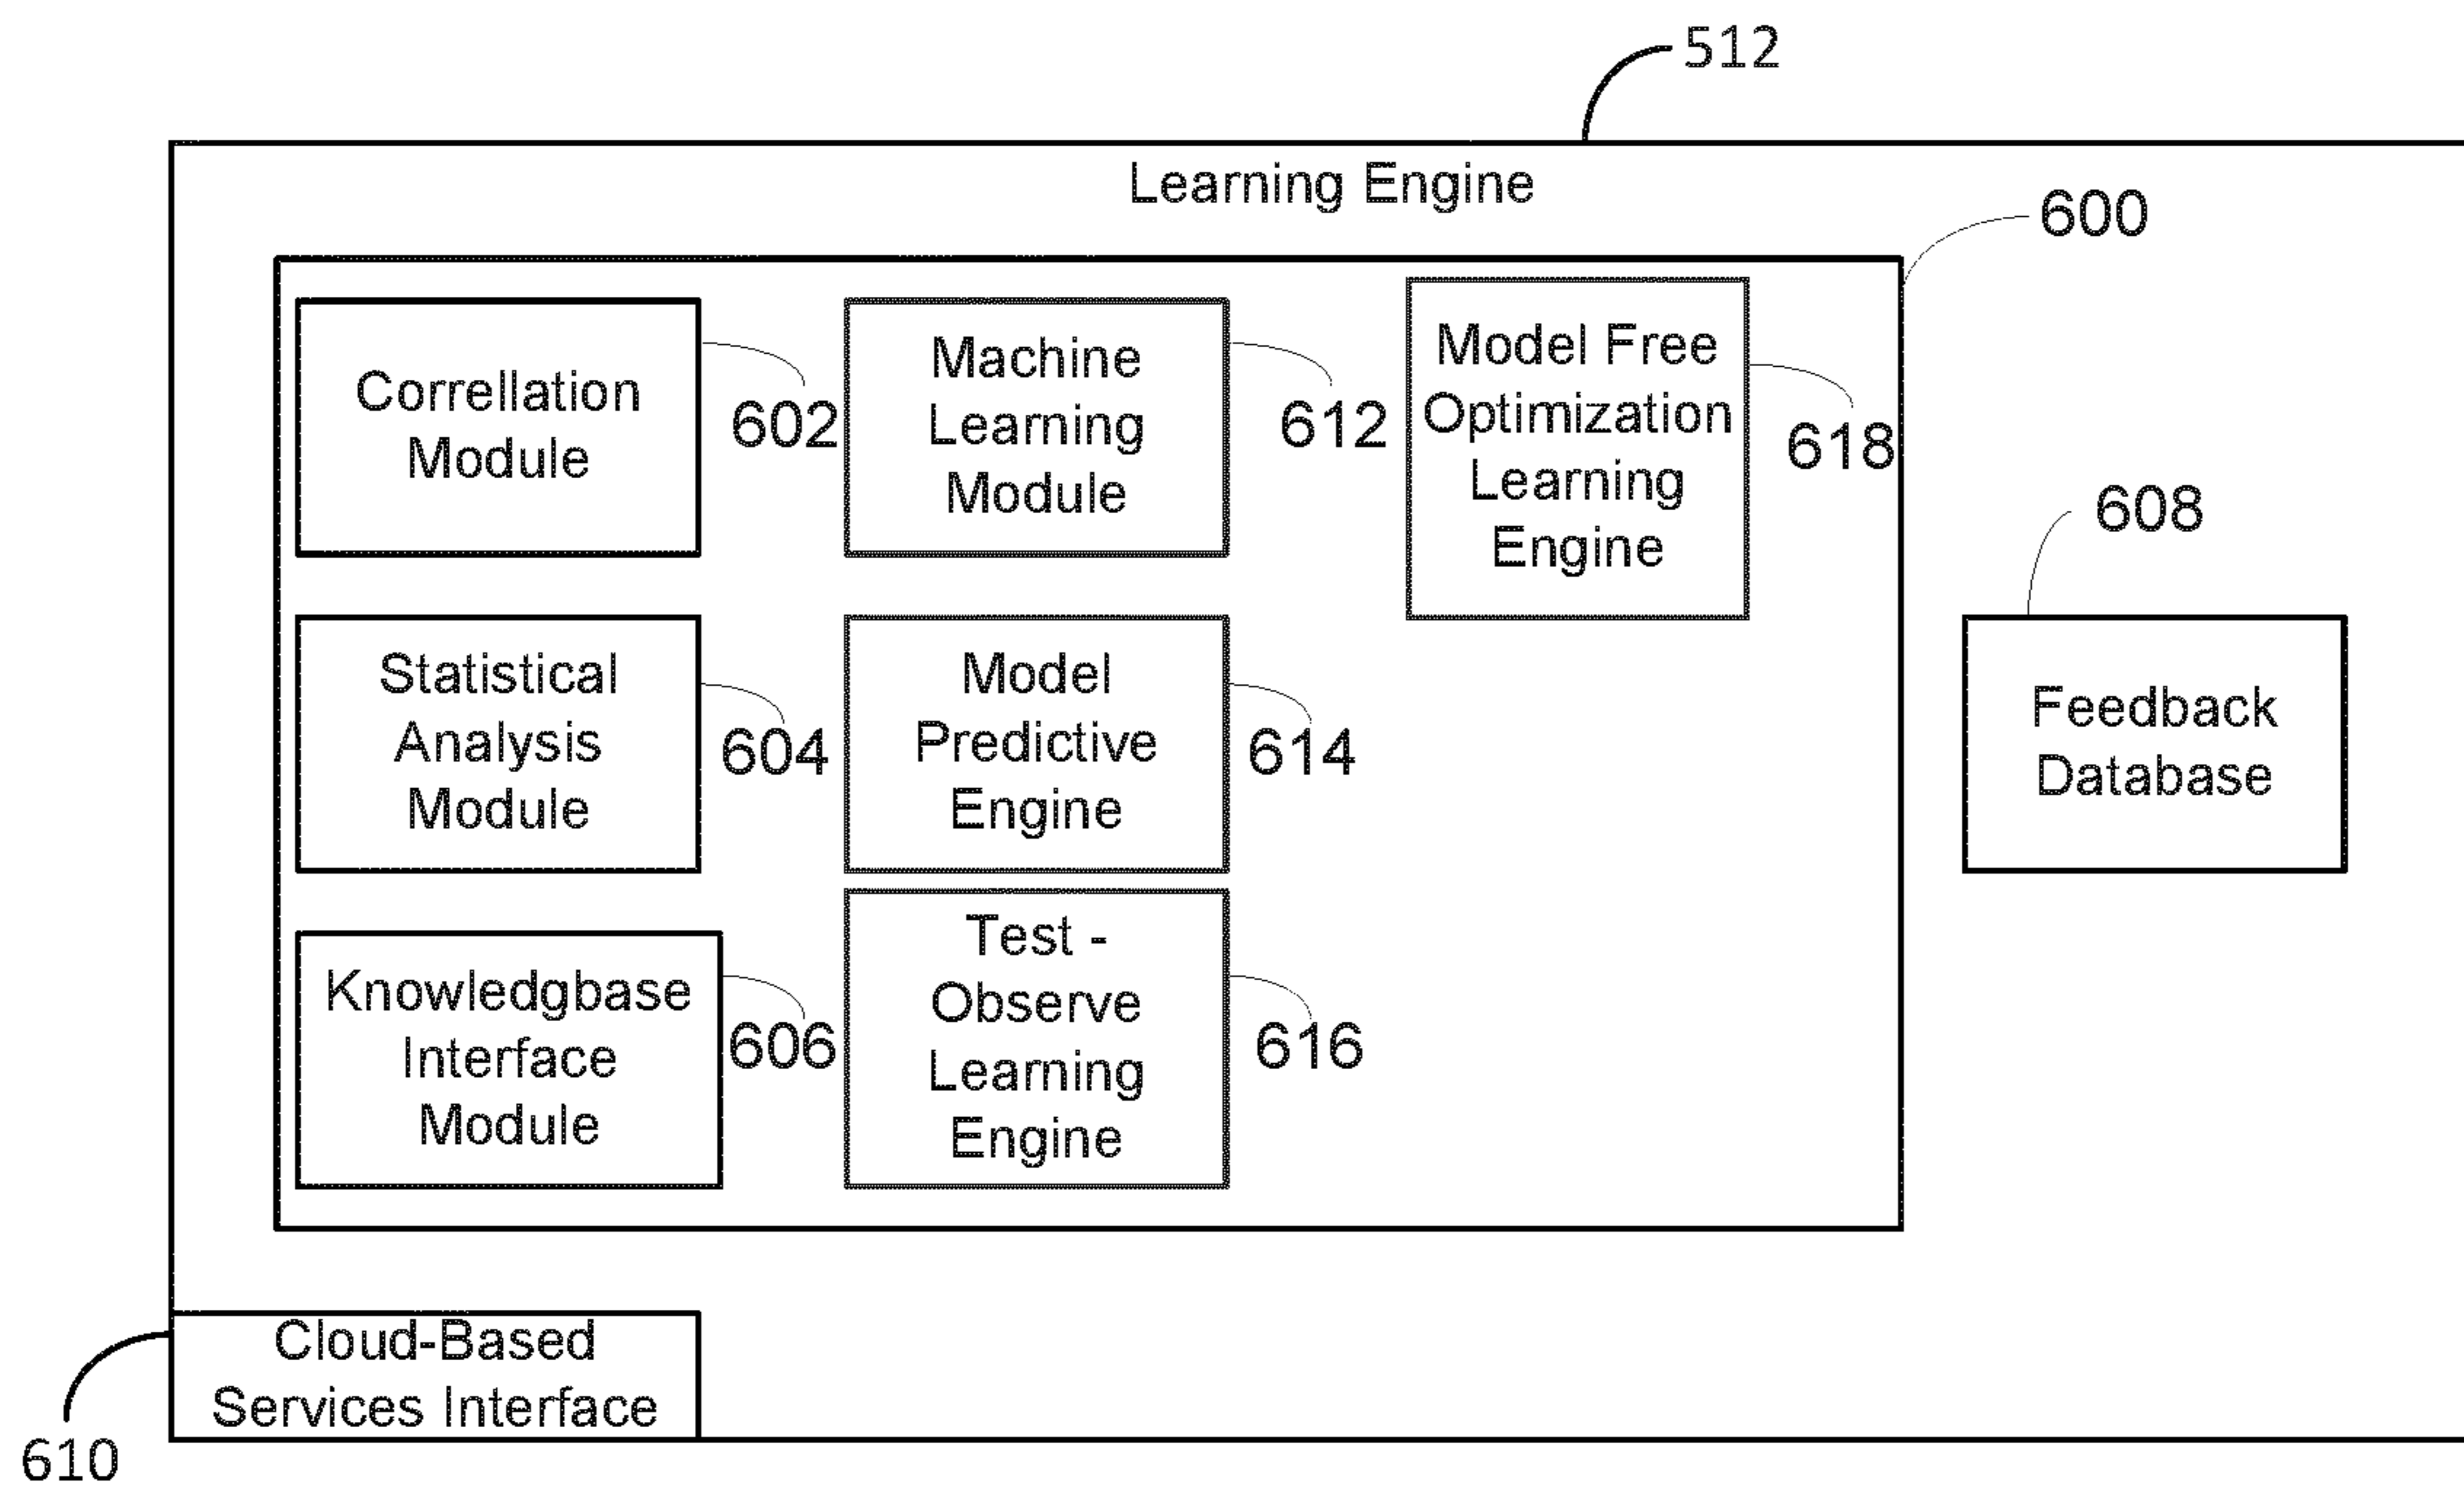 512
Learning Engine
600
Correllation
Module
602
Machine
Learning
Module
612
Model Free
Optimization
Learning
Engine
618
608
Statistical
Analysis
Module
604
Model
Predictive
Engine
614
Feedback
Database
Knowledgbase
Interface
Module
606
Test -
Observe
Learning
Engine
616
Cloud-Based
Services Interface
610